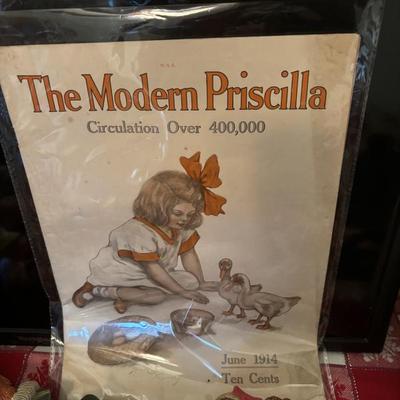 The Modern Priscilla
Circulation Over 400,000
June 1914
Ten Cents